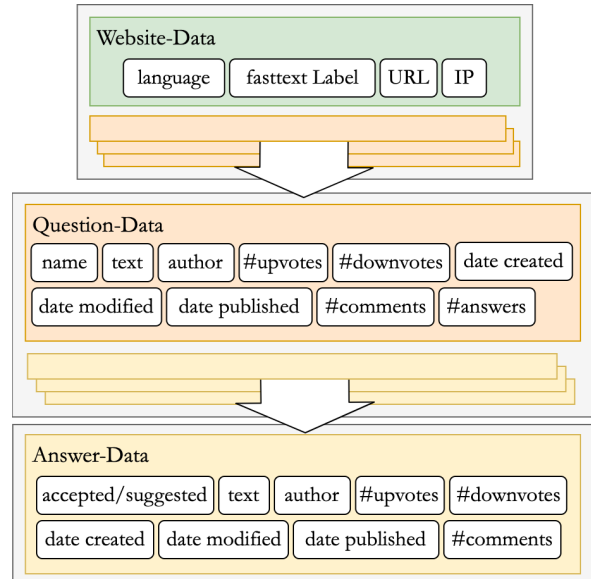 Website-Data
language fasttext Label URL IP
Question-Data
name text author #upvotes #downvotes date created
date modified date published #comments #answers
Answer-Data
accepted/suggested text author #upvotes #downvotes
date created date modified date published #comments